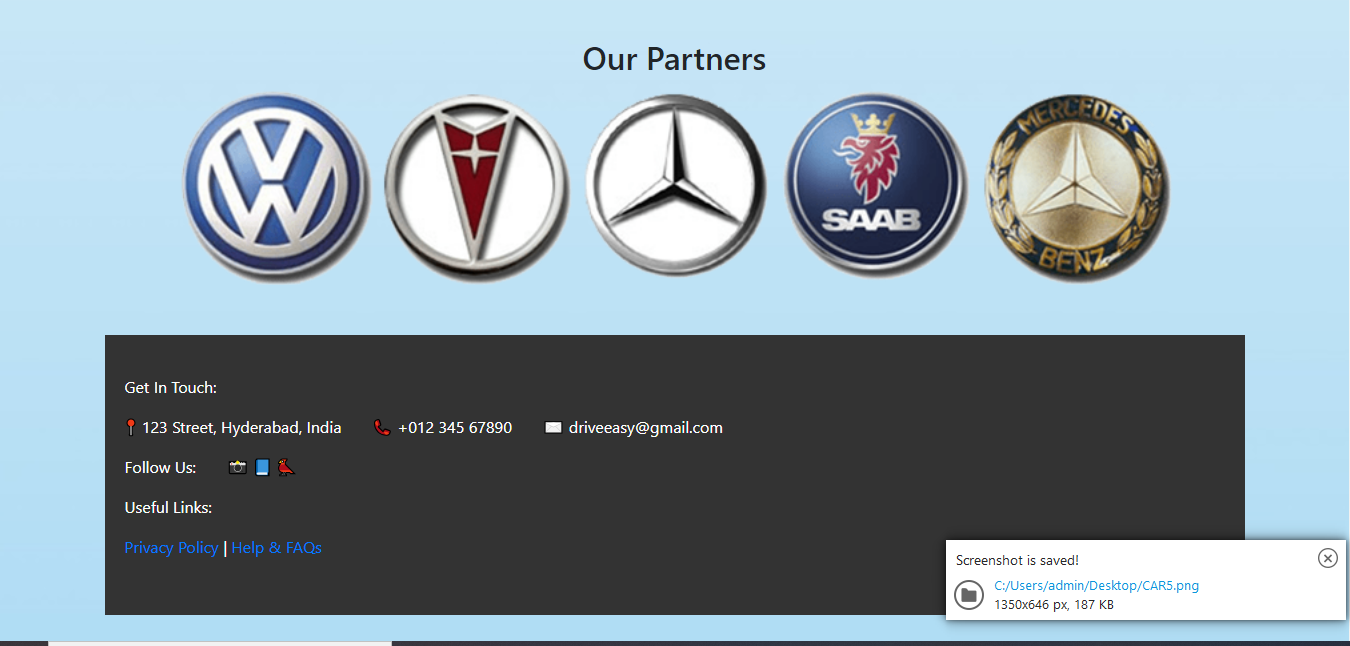 Our Partners
SAAB
MERCEDES
BENZ
Get In Touch:
📍 123 Street, Hyderabad, India 📞 +012 345 67890 ✉️ driveeasy@gmail.com
Follow Us: 📷 📘 🐦
Useful Links:
Privacy Policy | Help & FAQs
Screenshot is saved!
C:/Users/admin/Desktop/CAR5.png
1350x646 px, 187 KB